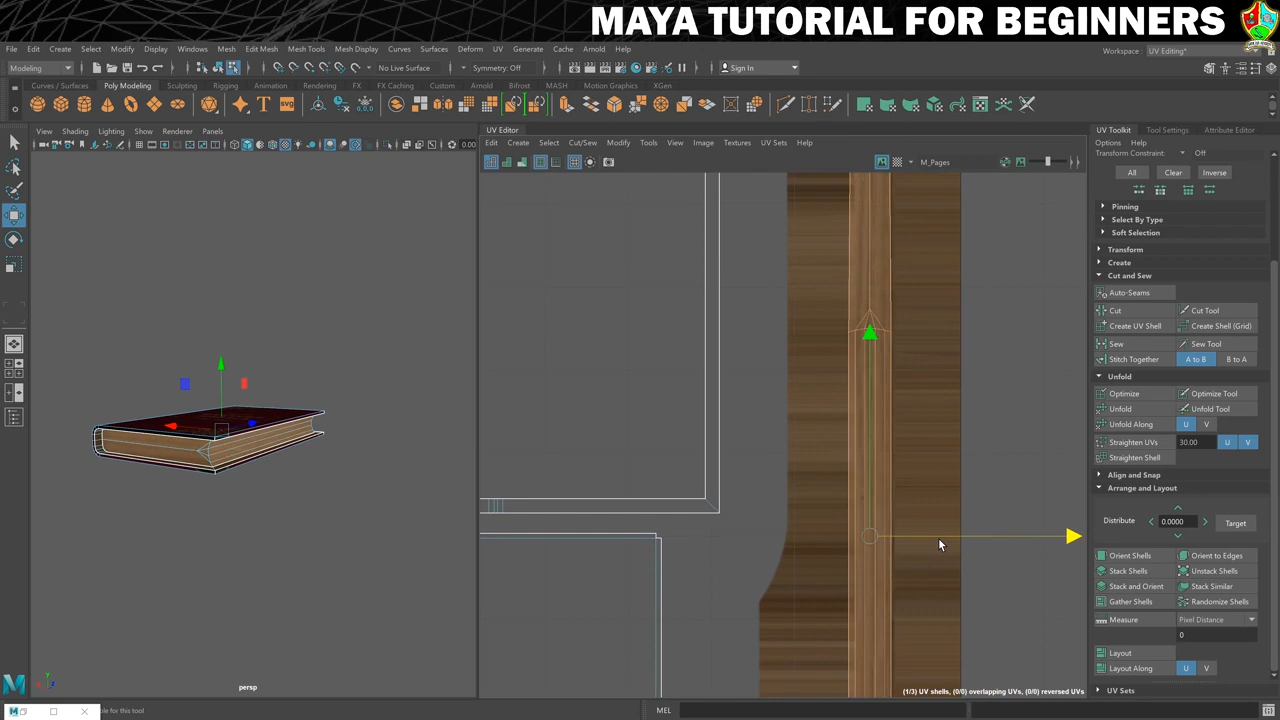 MAYA TUTORIAL FOR BEGINNERS
File Edit Create Select Modify Display Windows Mesh Edit Mesh Mesh Tools Mesh Display Curves Surfaces Deform UV Generate Cache Arnold Help
Workspace: UV Editing*
Modeling No Live Surface Symmetry: Off Sign In
Curves / Surfaces Poly Modeling Sculpting Rigging Animation Rendering FX FX Caching Custom Arnold Bifrost MASH Motion Graphics XGen
View Shading Lighting Show Renderer Panels
0.00
persp
UV Editor
Edit Create Select Cut/Sew Modify Tools View Image Textures UV Sets Help
M_Pages
(1/3) UV shells, (0/0) overlapping UVs, (0/0) reversed UVs
UV Toolkit Tool Settings Attribute Editor
Options Help
Transform Constraint: Off
All Clear Inverse
Pinning
Select By Type
Soft Selection
Transform
Create
Cut and Sew
Auto-Seams
Cut Cut Tool
Create UV Shell Create Shell (Grid)
Sew Sew Tool
Stitch Together A to B B to A
Unfold
Optimize Optimize Tool
Unfold Unfold Tool
Unfold Along U V
Straighten UVs 30.00 U V
Straighten Shell
Align and Snap
Arrange and Layout
Distribute 0.0000 Target
Orient Shells Orient to Edges
Stack Shells Unstack Shells
Stack and Orient Stack Similar
Gather Shells Randomize Shells
Measure Pixel Distance
0
Layout
Layout Along U V
UV Sets
ble for this tool
MEL